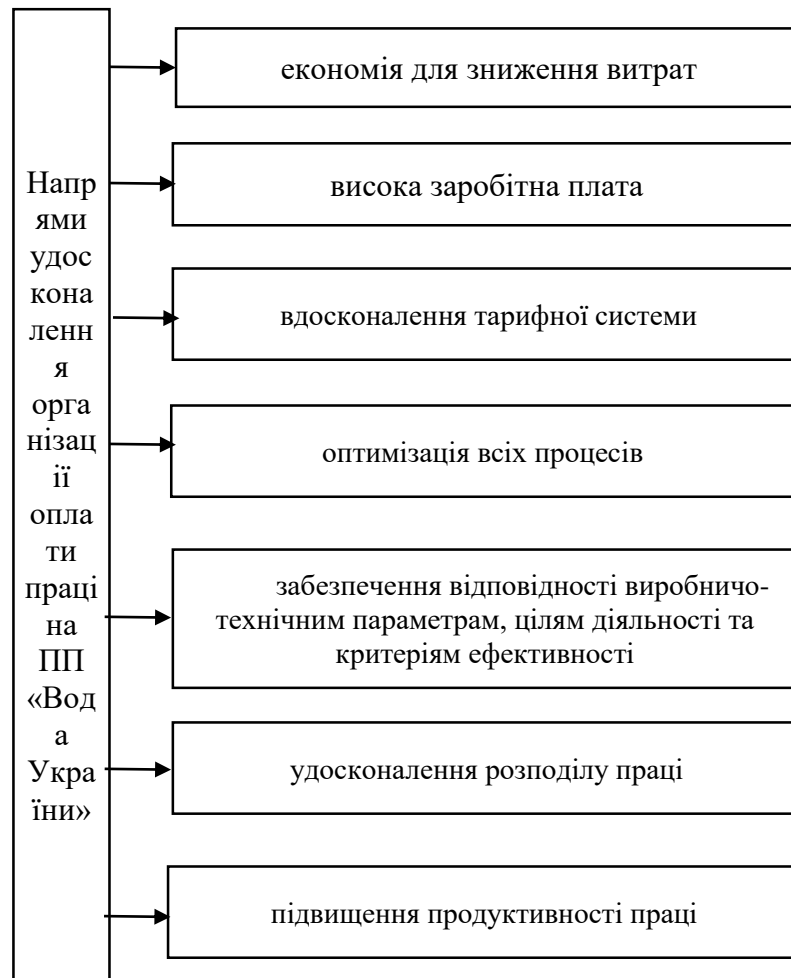 Напр
ями
удос
кона
ленн
я
орга
нізац
ії
опла
ти
праці
на
ПП
«Вод
а
Укра
їни»
економія для зниження витрат
висока заробітна плата
вдосконалення тарифної системи
оптимізація всіх процесів
забезпечення відповідності виробничо-
технічним параметрам, цілям діяльності та
критеріям ефективності
удосконалення розподілу праці
підвищення продуктивності праці